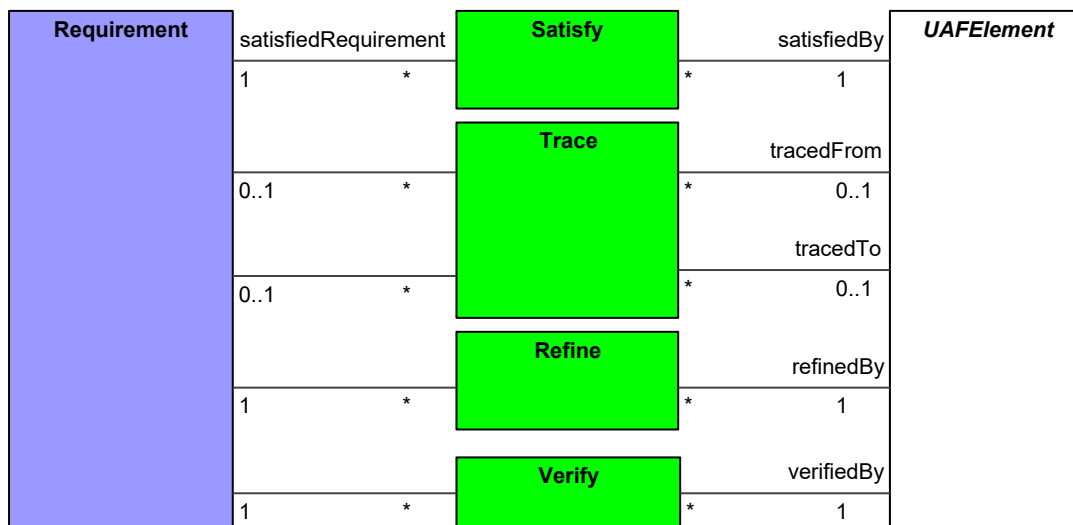 Requirement
Satisfy
UAFElement
satisfiedRequirement
satisfiedBy
1
*
*
1
Trace
tracedFrom
0..1
*
*
0..1
tracedTo
0..1
*
*
0..1
Refine
refinedBy
1
*
*
1
Verify
verifiedBy
1
*
*
1